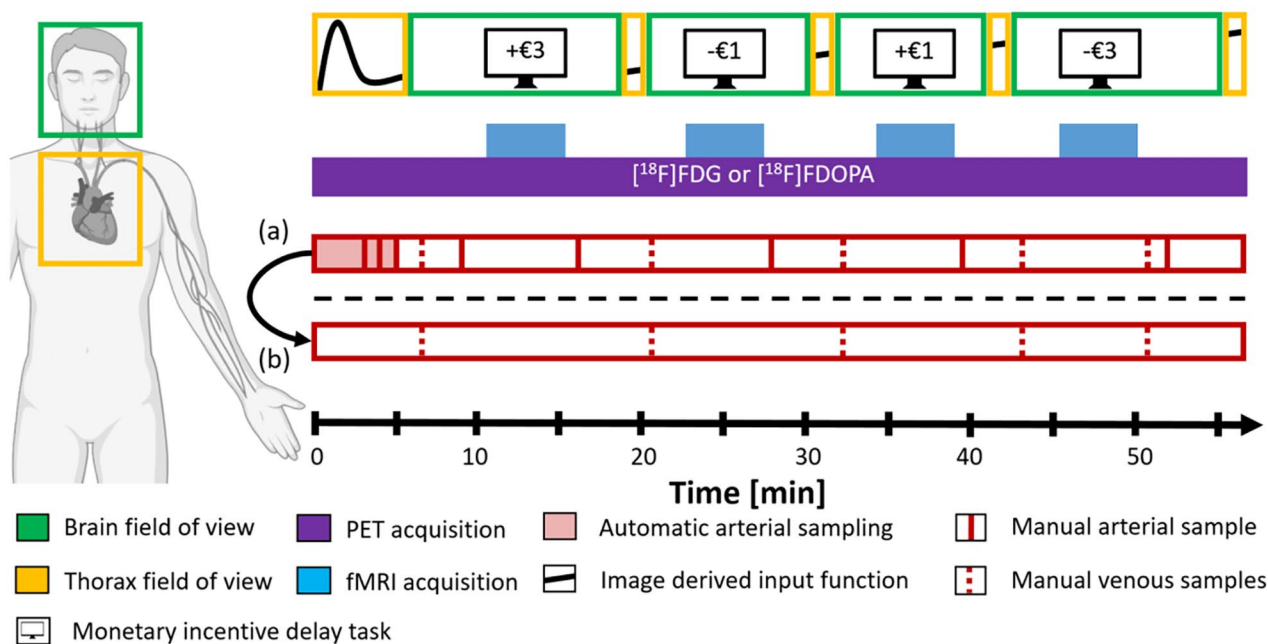 +€3
-€1
+€1
-€3
[¹⁸F]FDG or [¹⁸F]FDOPA
(a)
(b)
0 10 20 30 40 50
Time [min]
Brain field of view PET acquisition Automatic arterial sampling Manual arterial sample
Thorax field of view fMRI acquisition Image derived input function Manual venous samples
Monetary incentive delay task